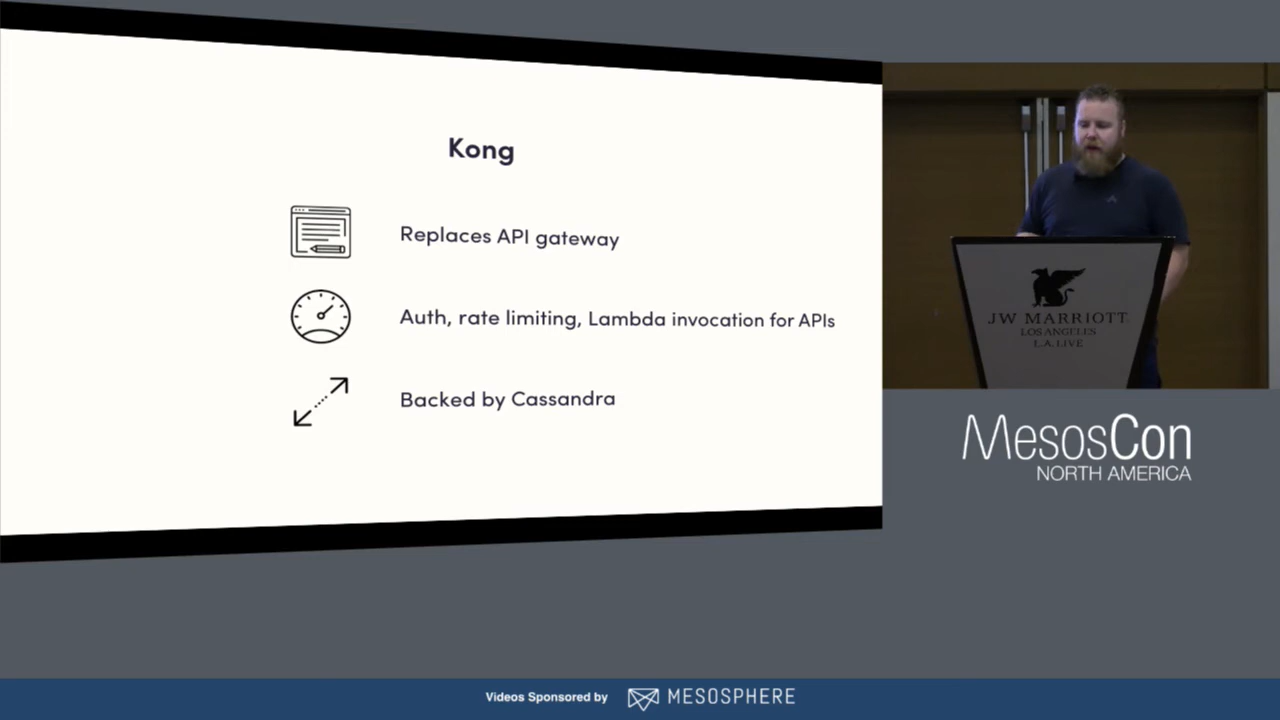 Kong
Replaces API gateway
Auth, rate limiting, Lambda invocation for APIs
Backed by Cassandra
JW MARRIOTT
LOS ANGELES
L.A. LIVE
MesosCon
NORTH AMERICA
Videos Sponsored by MESOSPHERE